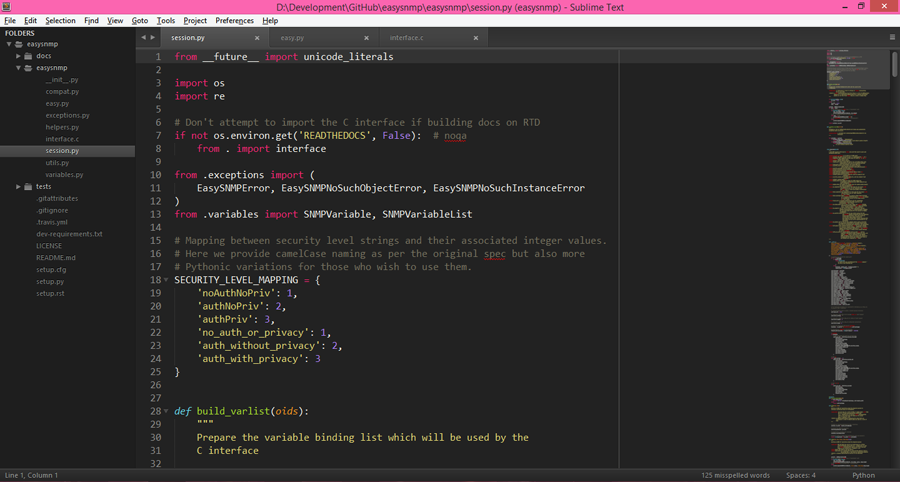 D:\Development\GitHub\easysnmp\easysnmp\session.py (easysnmp) - Sublime Text
File Edit Selection Find View Goto Tools Project Preferences Help
FOLDERS
easysnmp
docs
easysnmp
__init__.py
compat.py
easy.py
exceptions.py
helpers.py
interface.c
session.py
utils.py
variables.py
tests
.gitattributes
.gitignore
.travis.yml
dev-requirements.txt
LICENSE
README.md
setup.cfg
setup.py
setup.rst
session.py easy.py interface.c
1 from __future__ import unicode_literals
2
3 import os
4 import re
5
6 # Don't attempt to import the C interface if building docs on RTD
7 if not os.environ.get('READTHEDOCS', False):  # noqa
8     from . import interface
9
10 from .exceptions import (
11     EasySNMPError, EasySNMPNoSuchObjectError, EasySNMPNoSuchInstanceError
12 )
13 from .variables import SNMPVariable, SNMPVariableList
14
15 # Mapping between security level strings and their associated integer values.
16 # Here we provide camelCase naming as per the original spec but also more
17 # Pythonic variations for those who wish to use them.
18 SECURITY_LEVEL_MAPPING = {
19     'noAuthNoPriv': 1,
20     'authNoPriv': 2,
21     'authPriv': 3,
22     'no_auth_or_privacy': 1,
23     'auth_without_privacy': 2,
24     'auth_with_privacy': 3
25 }
26
27
28 def build_varlist(oids):
29     """
30     Prepare the variable binding list which will be used by the
31     C interface
32
Line 1, Column 1 125 misspelled words Spaces: 4 Python